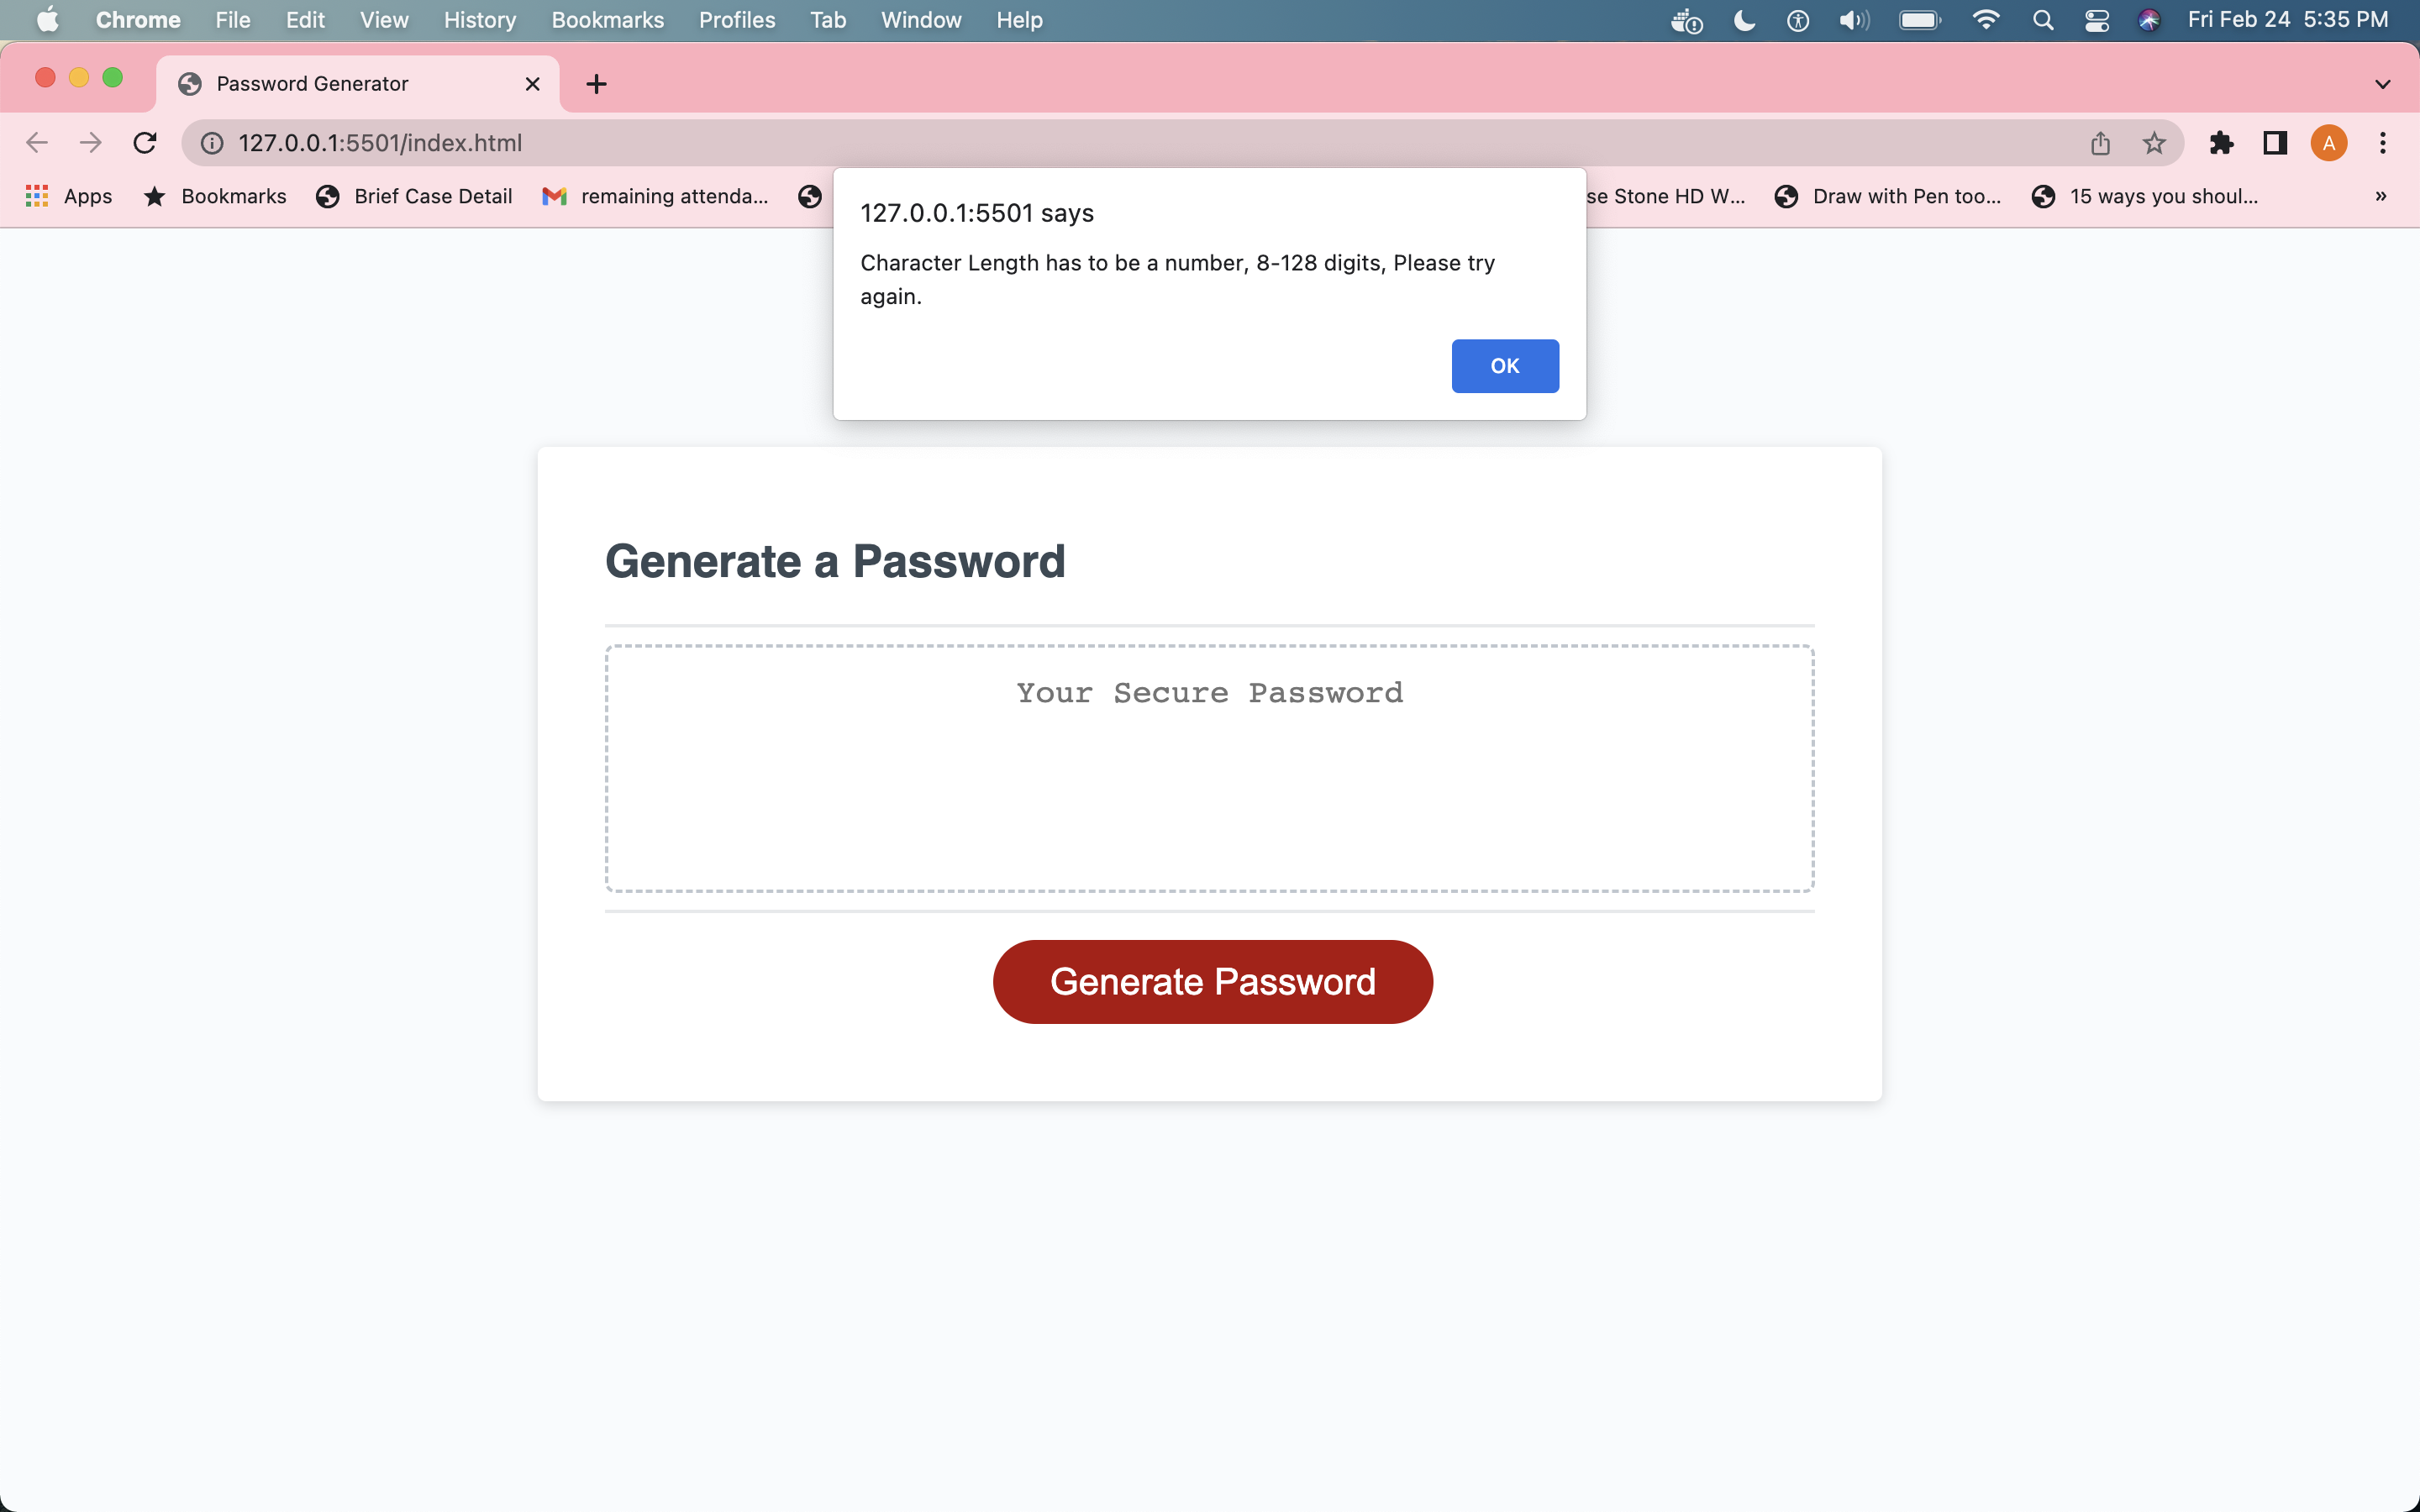 Chrome File Edit View History Bookmarks Profiles Tab Window Help Fri Feb 24 5:35 PM
Password Generator
127.0.0.1:5501/index.html A
Apps Bookmarks Brief Case Detail remaining attenda... se Stone HD W... Draw with Pen too... 15 ways you shoul... »
127.0.0.1:5501 says
Character Length has to be a number, 8-128 digits, Please try
again.
OK
Generate a Password
Your Secure Password
Generate Password